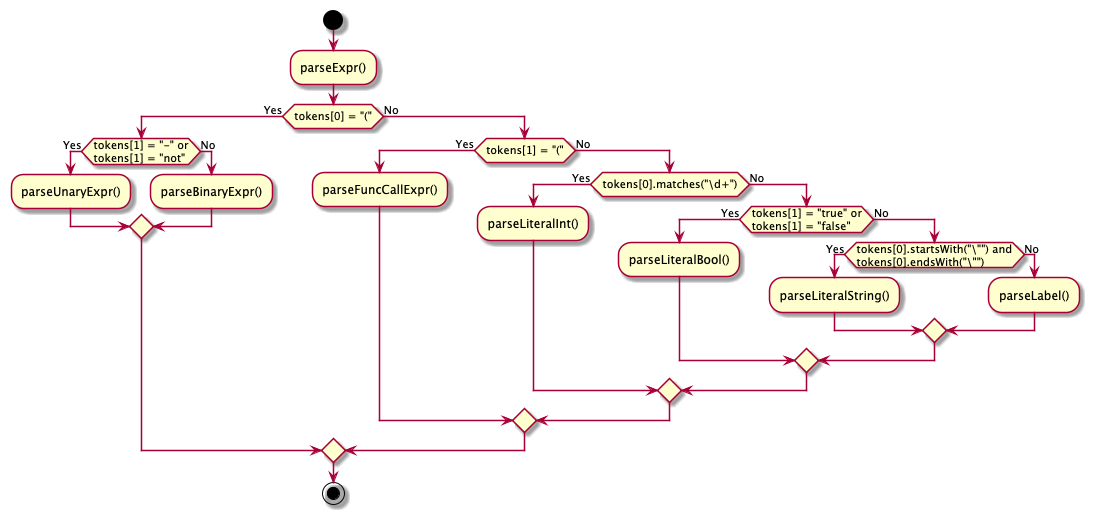 parseExpr()
Yes
tokens[0] = "("
No
Yes
tokens[1] = "-" or
tokens[1] = "not"
No
parseUnaryExpr()
parseBinaryExpr()
Yes
tokens[1] = "("
No
parseFuncCallExpr()
Yes
tokens[0].matches("\d+")
No
parseLiteralInt()
Yes
tokens[1] = "true" or
tokens[1] = "false"
No
parseLiteralBool()
Yes
tokens[0].startsWith("\"") and
tokens[0].endsWith("\"")
No
parseLiteralString()
parseLabel()